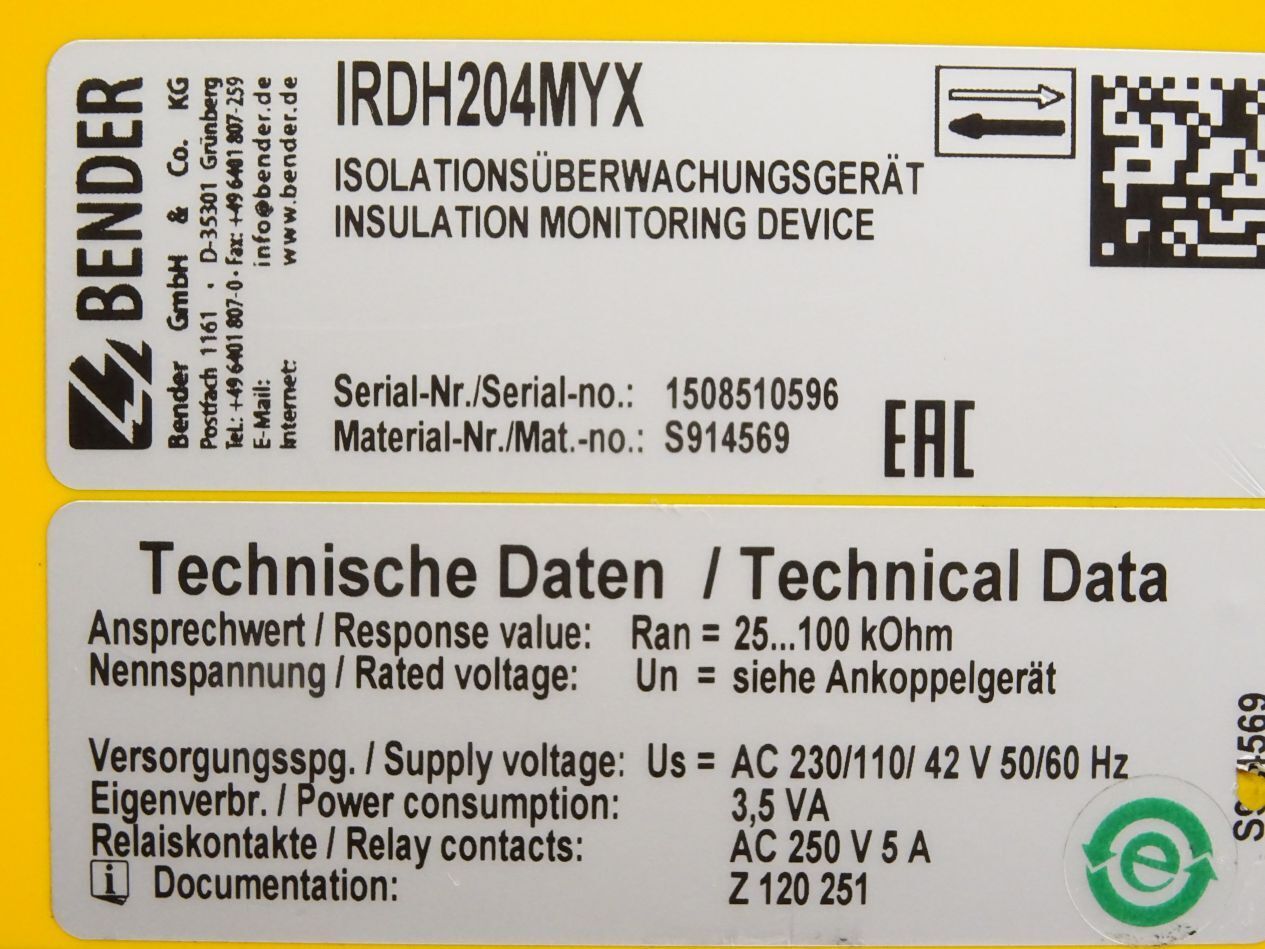 BENDER
Bender GmbH & Co. KG
Postfach 1161 • D-35301 Grünberg
Tel.: +49 6401 807-0 • Fax: +49 6401 807-259
E-Mail: info@bender.de
Internet: www.bender.de
IRDH204MYX
ISOLATIONSÜBERWACHUNGSGERÄT
INSULATION MONITORING DEVICE
Serial-Nr./Serial-no.: 1508510596
Material-Nr./Mat.-no.: S914569
EAC
Technische Daten / Technical Data
Ansprechwert / Response value: Ran = 25...100 kOhm
Nennspannung / Rated voltage: Un = siehe Ankoppelgerät
Versorgungsspg. / Supply voltage: Us = AC 230/110/ 42 V 50/60 Hz
Eigenverbr. / Power consumption: 3,5 VA
Relaiskontakte / Relay contacts: AC 250 V 5 A
i Documentation: Z 120 251
e